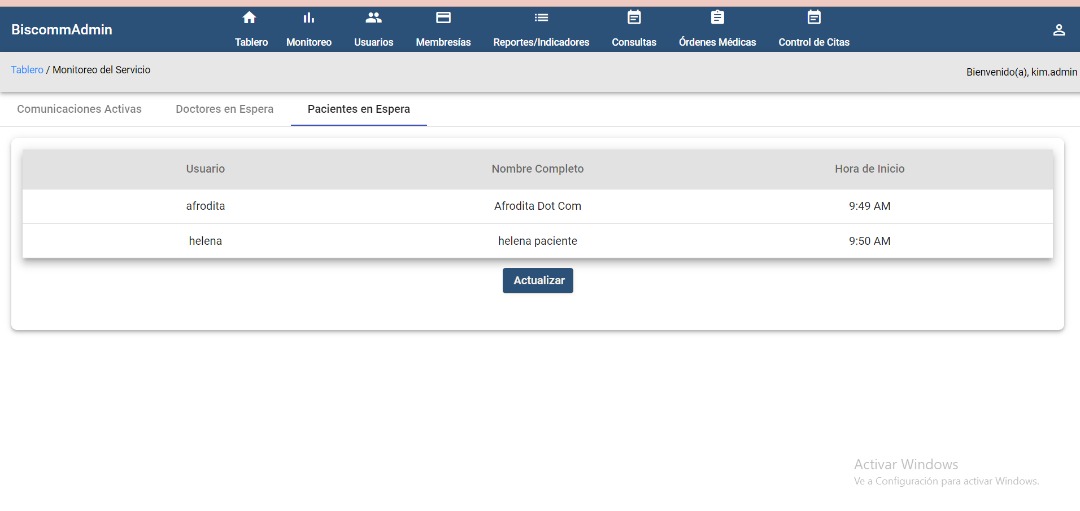 BiscommAdmin
Tablero Monitoreo Usuarios Membresías Reportes/Indicadores Consultas Órdenes Médicas Control de Citas
Tablero / Monitoreo del Servicio
Bienvenido(a), kim.admin
Comunicaciones Activas Doctores en Espera Pacientes en Espera
Usuario Nombre Completo Hora de Inicio
afrodita Afrodita Dot Com 9:49 AM
helena helena paciente 9:50 AM
Actualizar
Activar Windows
Ve a Configuración para activar Windows.